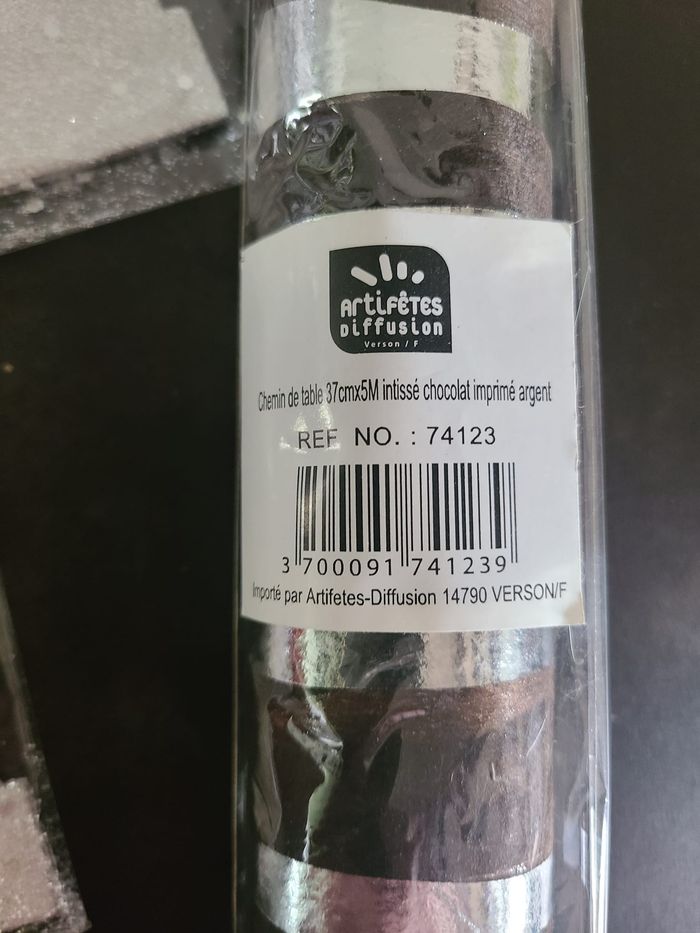 Artifêtes
Diffusion
Verson / F
Chemin de table 37cmx5M intissé chocolat imprimé argent
REF NO. : 74123
3 700091 741239
Importé par Artifetes-Diffusion 14790 VERSON/F